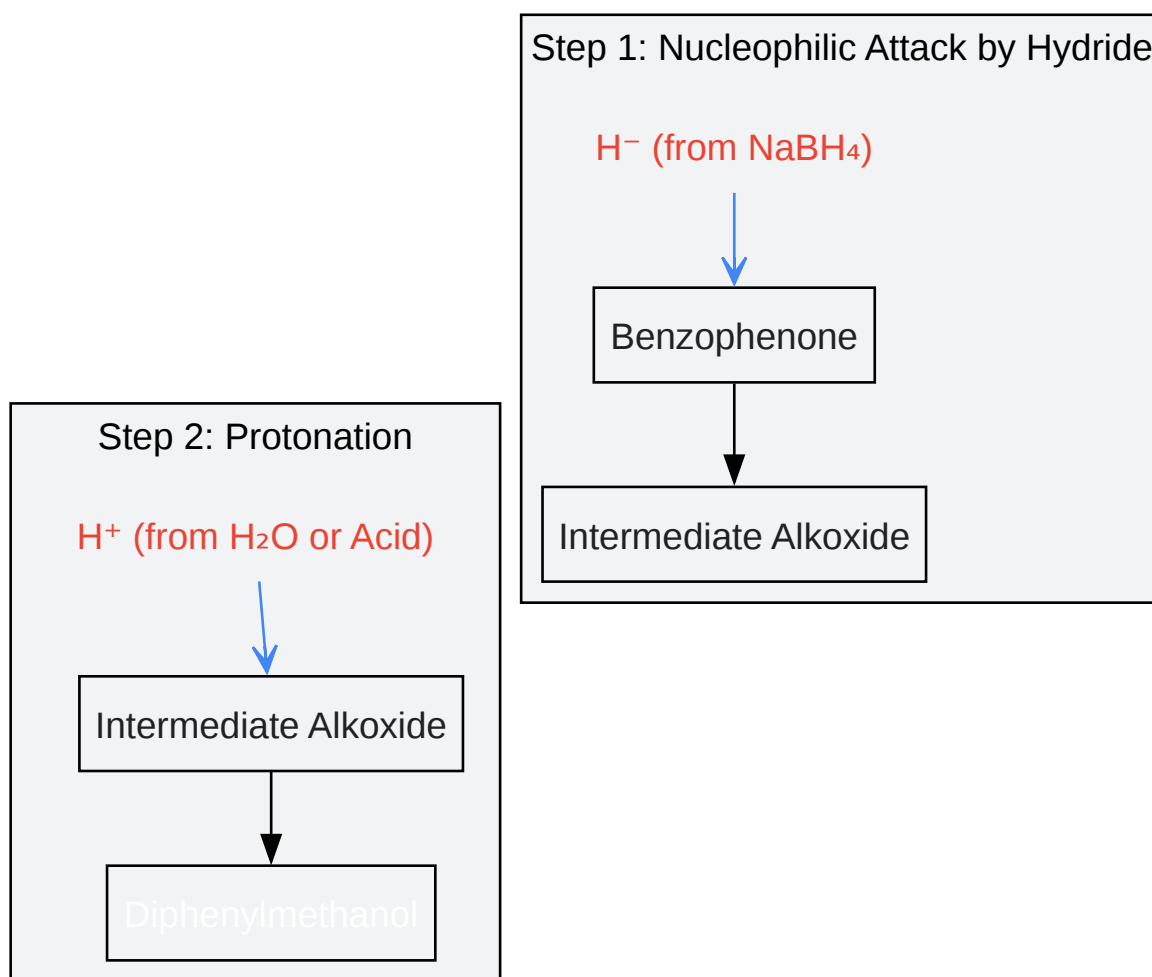 Step 1: Nucleophilic Attack by Hydride
H⁻ (from NaBH₄)
Benzophenone
Intermediate Alkoxide
Step 2: Protonation
H⁺ (from H₂O or Acid)
Intermediate Alkoxide
Diphenylmethanol